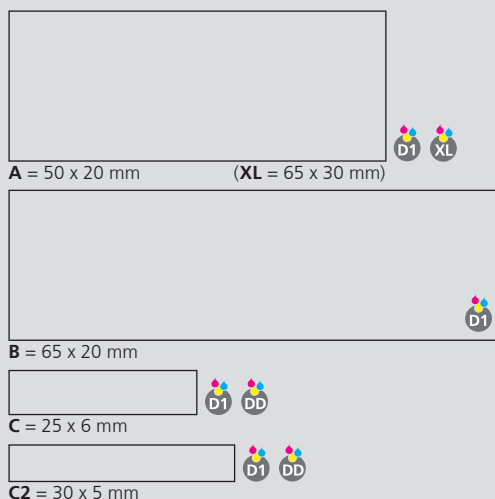 D1 XL
A = 50 x 20 mm (XL = 65 x 30 mm)
D1
B = 65 x 20 mm
D1 DD
C = 25 x 6 mm
D1 DD
C2 = 30 x 5 mm